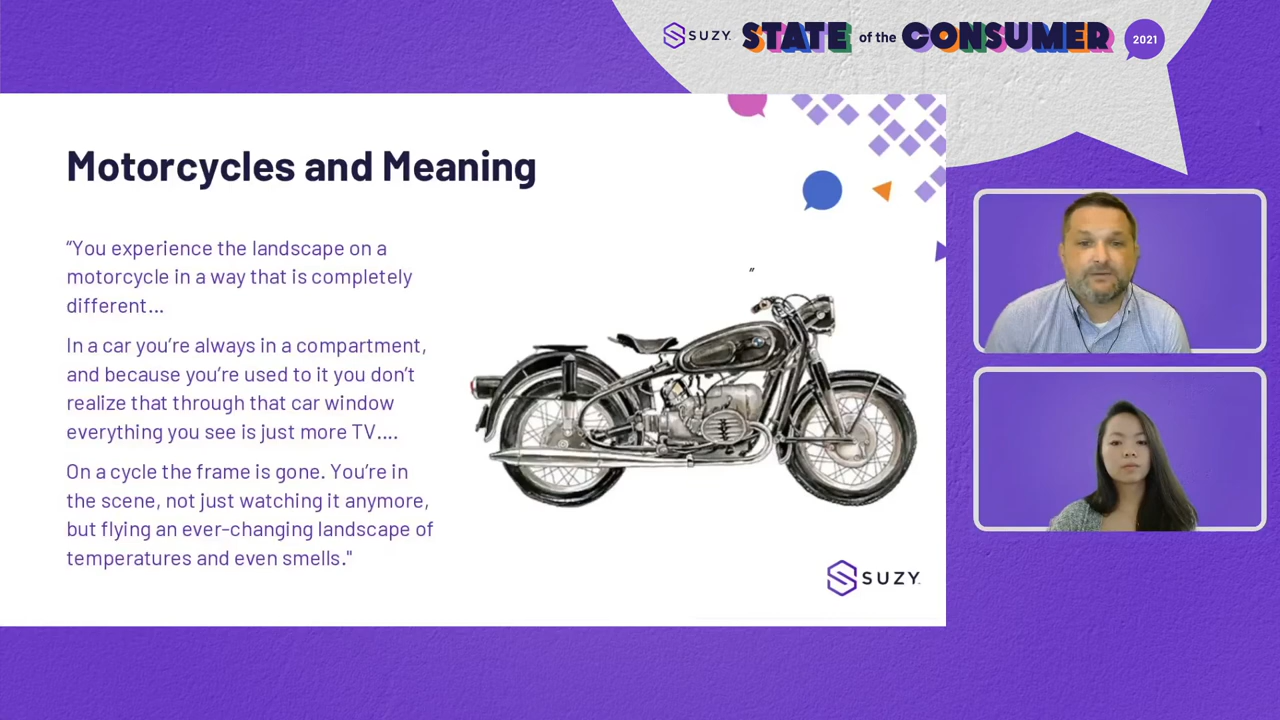 SUZY
STATE of the CONSUMER 2021
Motorcycles and Meaning
“You experience the landscape on a
motorcycle in a way that is completely
different...
In a car you’re always in a compartment,
and because you’re used to it you don’t
realize that through that car window
everything you see is just more TV....
On a cycle the frame is gone. You’re in
the scene, not just watching it anymore,
but flying an ever-changing landscape of
temperatures and even smells."
”
SUZY